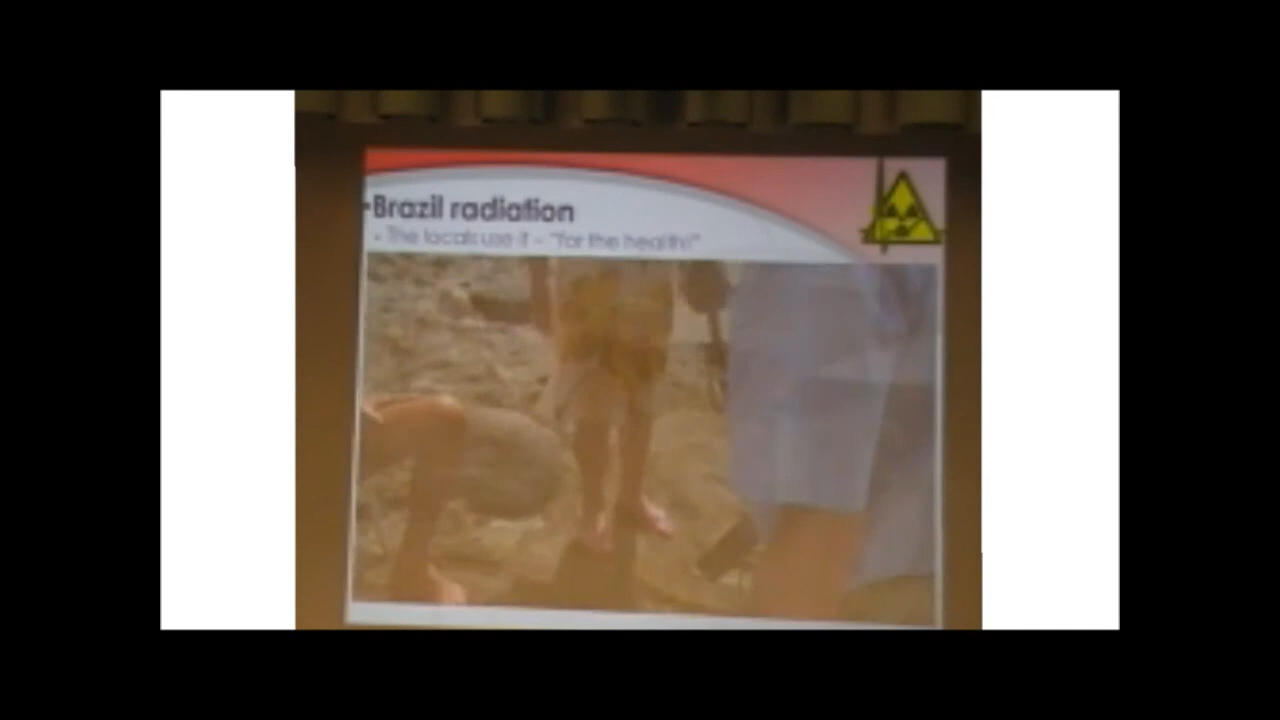 Brazil radiation
- The locals use it - "for the health!"